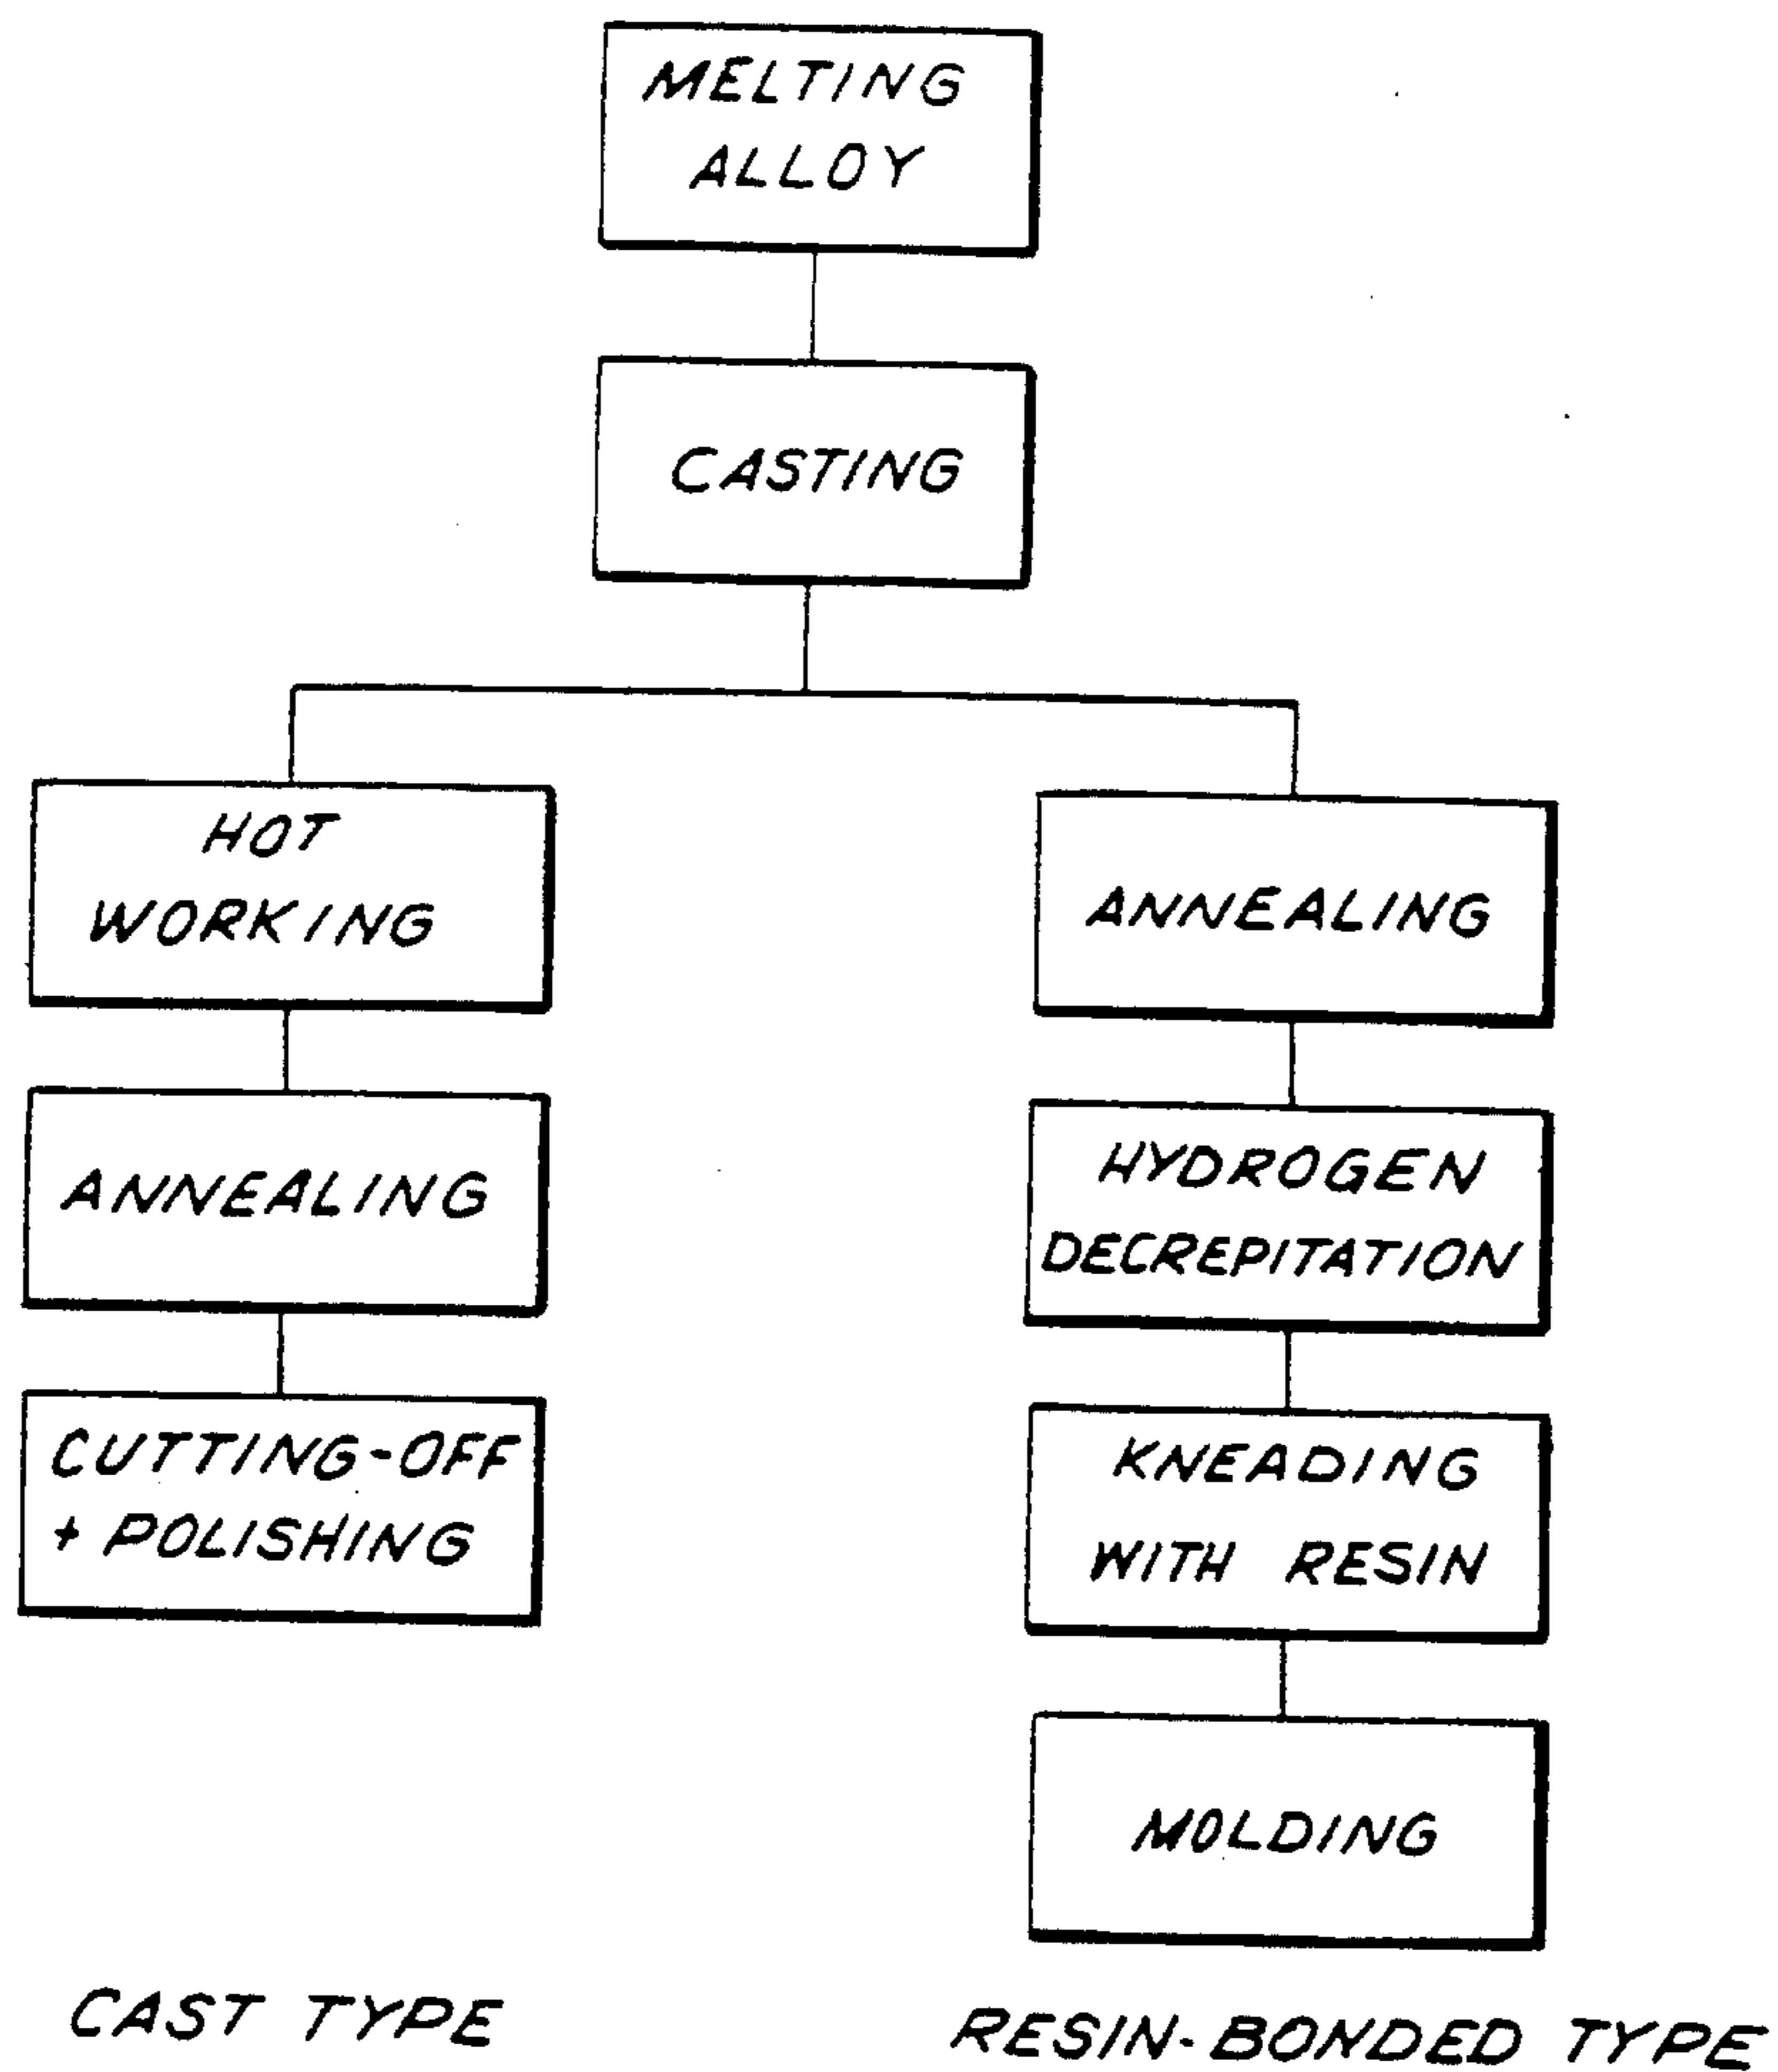 MELTING
ALLOY
CASTING
HOT
WORKING
ANNEALING
CUTTING-OFF
+ POLISHING
CAST TYPE
ANNEALING
HYDROGEN
DECREPITATION
KNEADING
WITH RESIN
MOLDING
RESIN-BONDED TYPE